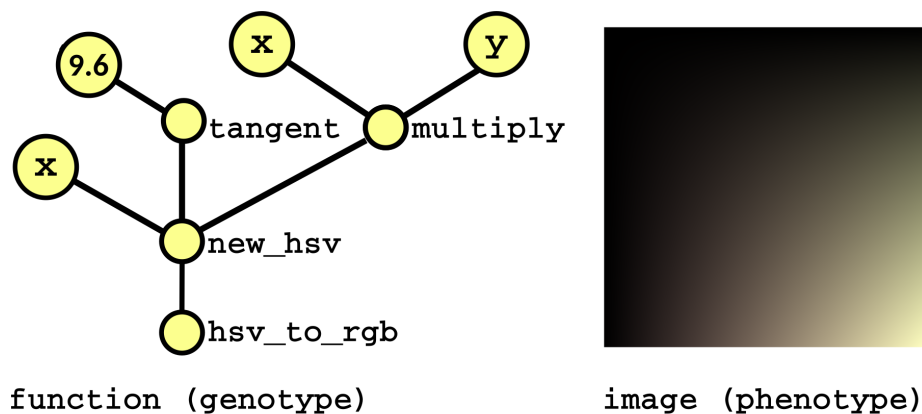 9.6
x
y
tangent
multiply
x
new_hsv
hsv_to_rgb
function (genotype)
image (phenotype)